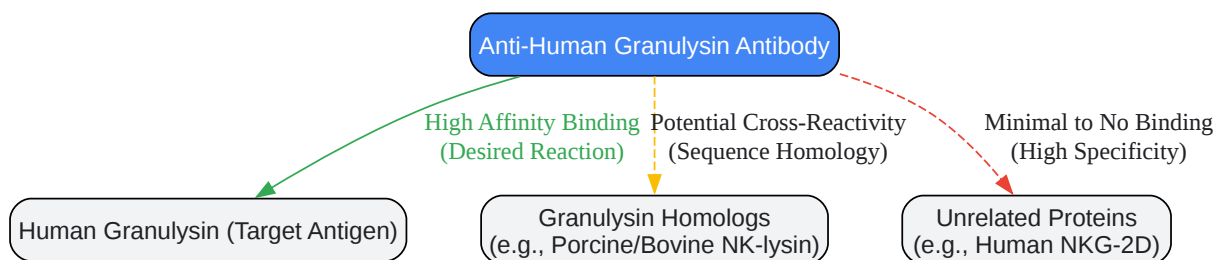 Anti-Human Granulysin Antibody
High Affinity Binding
(Desired Reaction)
Potential Cross-Reactivity
(Sequence Homology)
Minimal to No Binding
(High Specificity)
Human Granulysin (Target Antigen)
Granulysin Homologs
(e.g., Porcine/Bovine NK-lysin)
Unrelated Proteins
(e.g., Human NKG-2D)